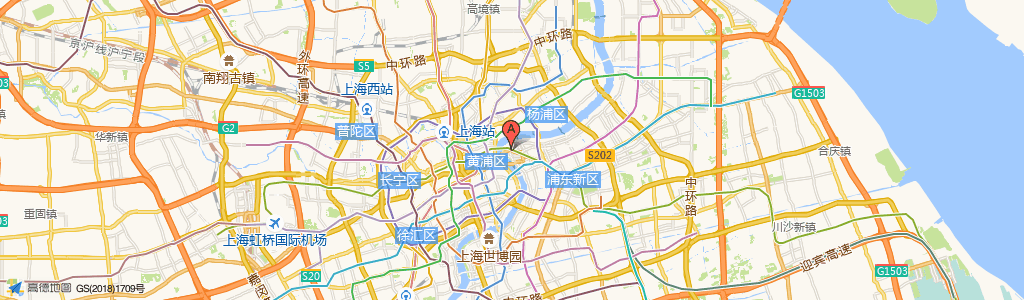 高境镇
中环路
京沪线沪宁段
外环高速
S5
中环路
南翔古镇
上海西站
G1503
杨浦区
G2
普陀区
上海站
A
华新镇
黄浦区
S202
合庆镇
长宁区
浦东新区
中环路
重固镇
川沙新镇
徐汇区
上海虹桥国际机场
上海世博园
迎宾高速
S20
G1503
高德地图 GS(2018)1709号
中环路